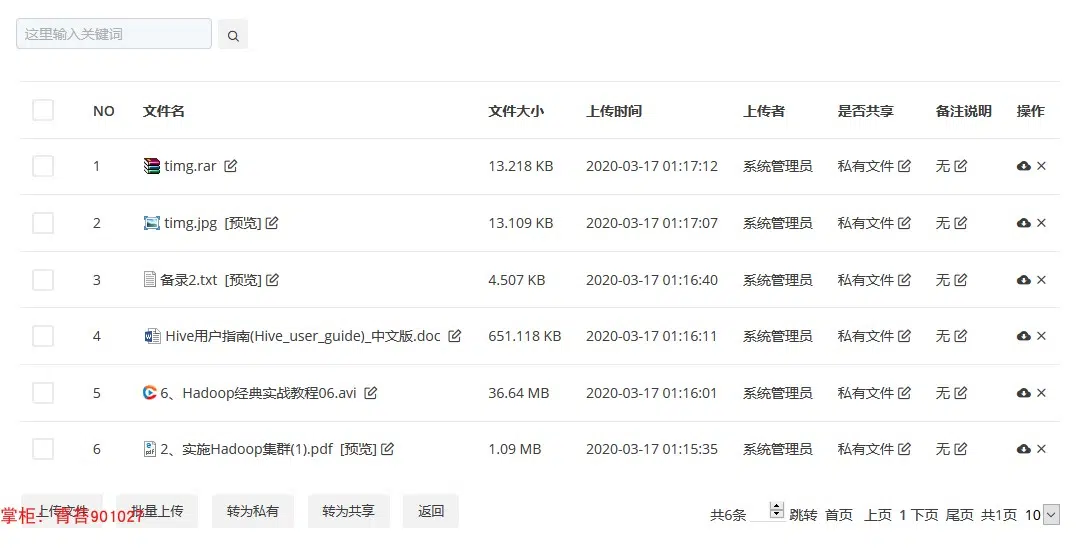 这里输入关键词
NO 文件名 文件大小 上传时间 上传者 是否共享 备注说明 操作
1 timg.rar 13.218 KB 2020-03-17 01:17:12 系统管理员 私有文件 无
2 timg.jpg [预览] 13.109 KB 2020-03-17 01:17:07 系统管理员 私有文件 无
3 备录2.txt [预览] 4.507 KB 2020-03-17 01:16:40 系统管理员 私有文件 无
4 Hive用户指南(Hive_user_guide)_中文版.doc 651.118 KB 2020-03-17 01:16:11 系统管理员 私有文件 无
5 6、Hadoop经典实战教程06.avi 36.64 MB 2020-03-17 01:16:01 系统管理员 私有文件 无
6 2、实施Hadoop集群(1).pdf [预览] 1.09 MB 2020-03-17 01:15:35 系统管理员 私有文件 无
上传文件 批量上传 转为私有 转为共享 返回
掌柜：青苔901027
共6条 跳转 首页 上页 1 下页 尾页 共1页 10